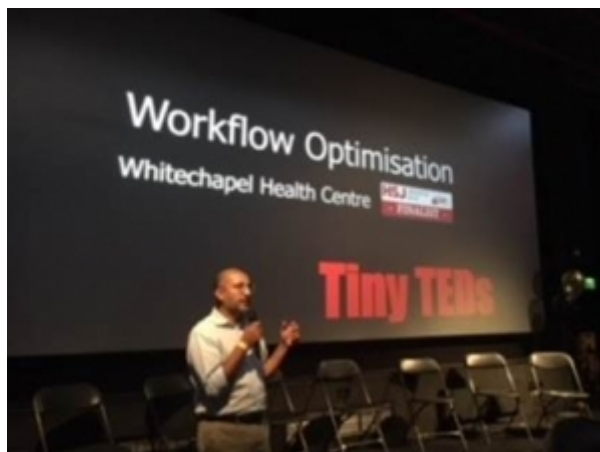 Workflow Optimisation
Whitechapel Health Centre
HSJ
FINALIST
Tiny TEDs